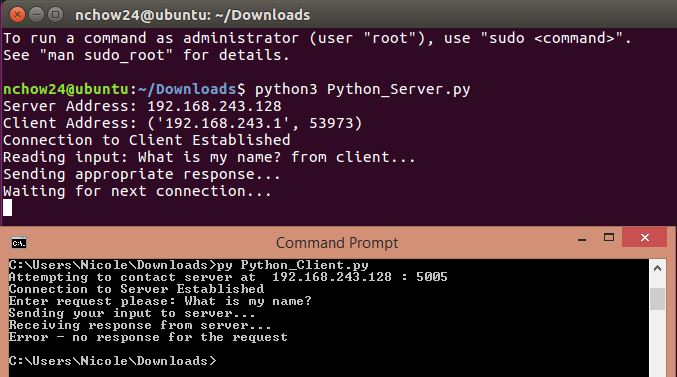 nchow24@ubuntu: ~/Downloads
To run a command as administrator (user "root"), use "sudo <command>".
See "man sudo_root" for details.
nchow24@ubuntu:~/Downloads$ python3 Python_Server.py
Server Address: 192.168.243.128
Client Address: ('192.168.243.1', 53973)
Connection to Client Established
Reading input: What is my name? from client...
Sending appropriate response...
Waiting for next connection...
Command Prompt
C:\Users\Nicole\Downloads>py Python_Client.py
Attempting to contact server at  192.168.243.128 : 5005
Connection to Server Established
Enter request please: What is my name?
Sending your input to server...
Receiving response from server...
Error - no response for the request
C:\Users\Nicole\Downloads>